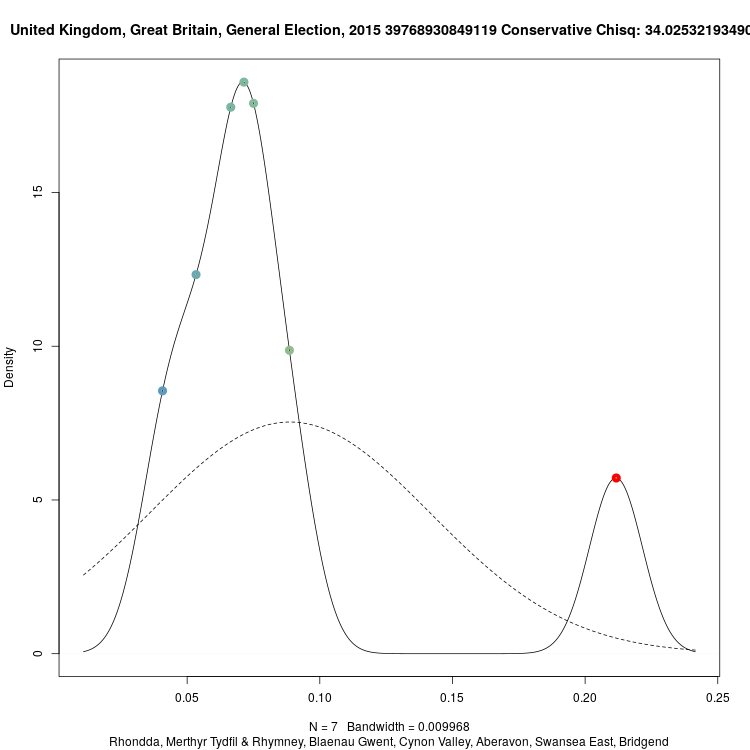 United Kingdom, Great Britain, General Election, 2015 39768930849119 Conservative Chisq: 34.02532193490
Density
15
10
5
0
0.05 0.10 0.15 0.20 0.25
N = 7 Bandwidth = 0.009968
Rhondda, Merthyr Tydfil & Rhymney, Blaenau Gwent, Cynon Valley, Aberavon, Swansea East, Bridgend